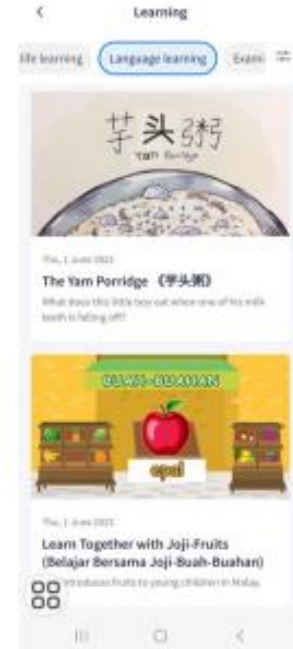 Learning
life learning
Language learning
Exami
芋头粥
Yam Porridge
Thu, 1 June 2023
The Yam Porridge 《芋头粥》
What does this little boy eat when one of his milk
teeth is falling off?
BUAH-BUAHAN
epal
Thu, 1 June 2023
Learn Together with Joji-Fruits
(Belajar Bersama Joji-Buah-Buahan)
introduces fruits to young children in Malay.